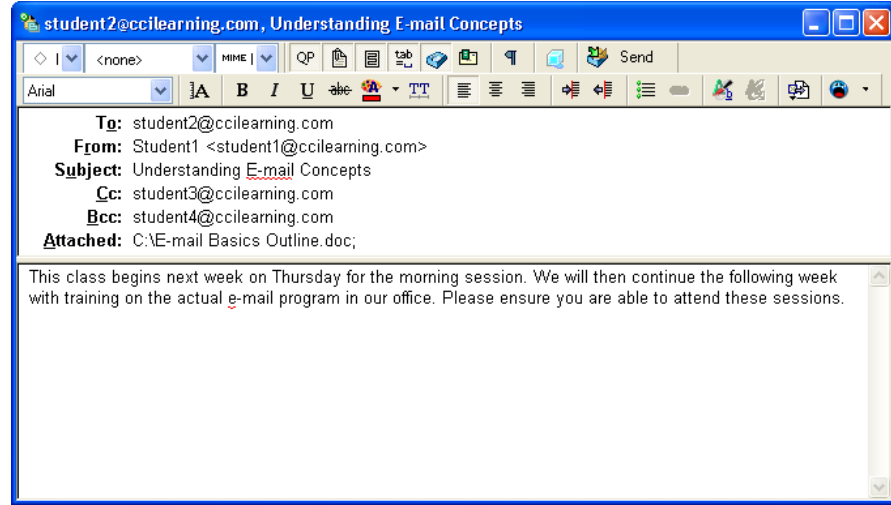 student2@ccilearning.com, Understanding E-mail Concepts
<none> MIME QP tab Send
Arial A B I U abc A TT
To: student2@ccilearning.com
From: Student1 <student1@ccilearning.com>
Subject: Understanding E-mail Concepts
Cc: student3@ccilearning.com
Bcc: student4@ccilearning.com
Attached: C:\E-mail Basics Outline.doc;
This class begins next week on Thursday for the morning session. We will then continue the following week
with training on the actual e-mail program in our office. Please ensure you are able to attend these sessions.